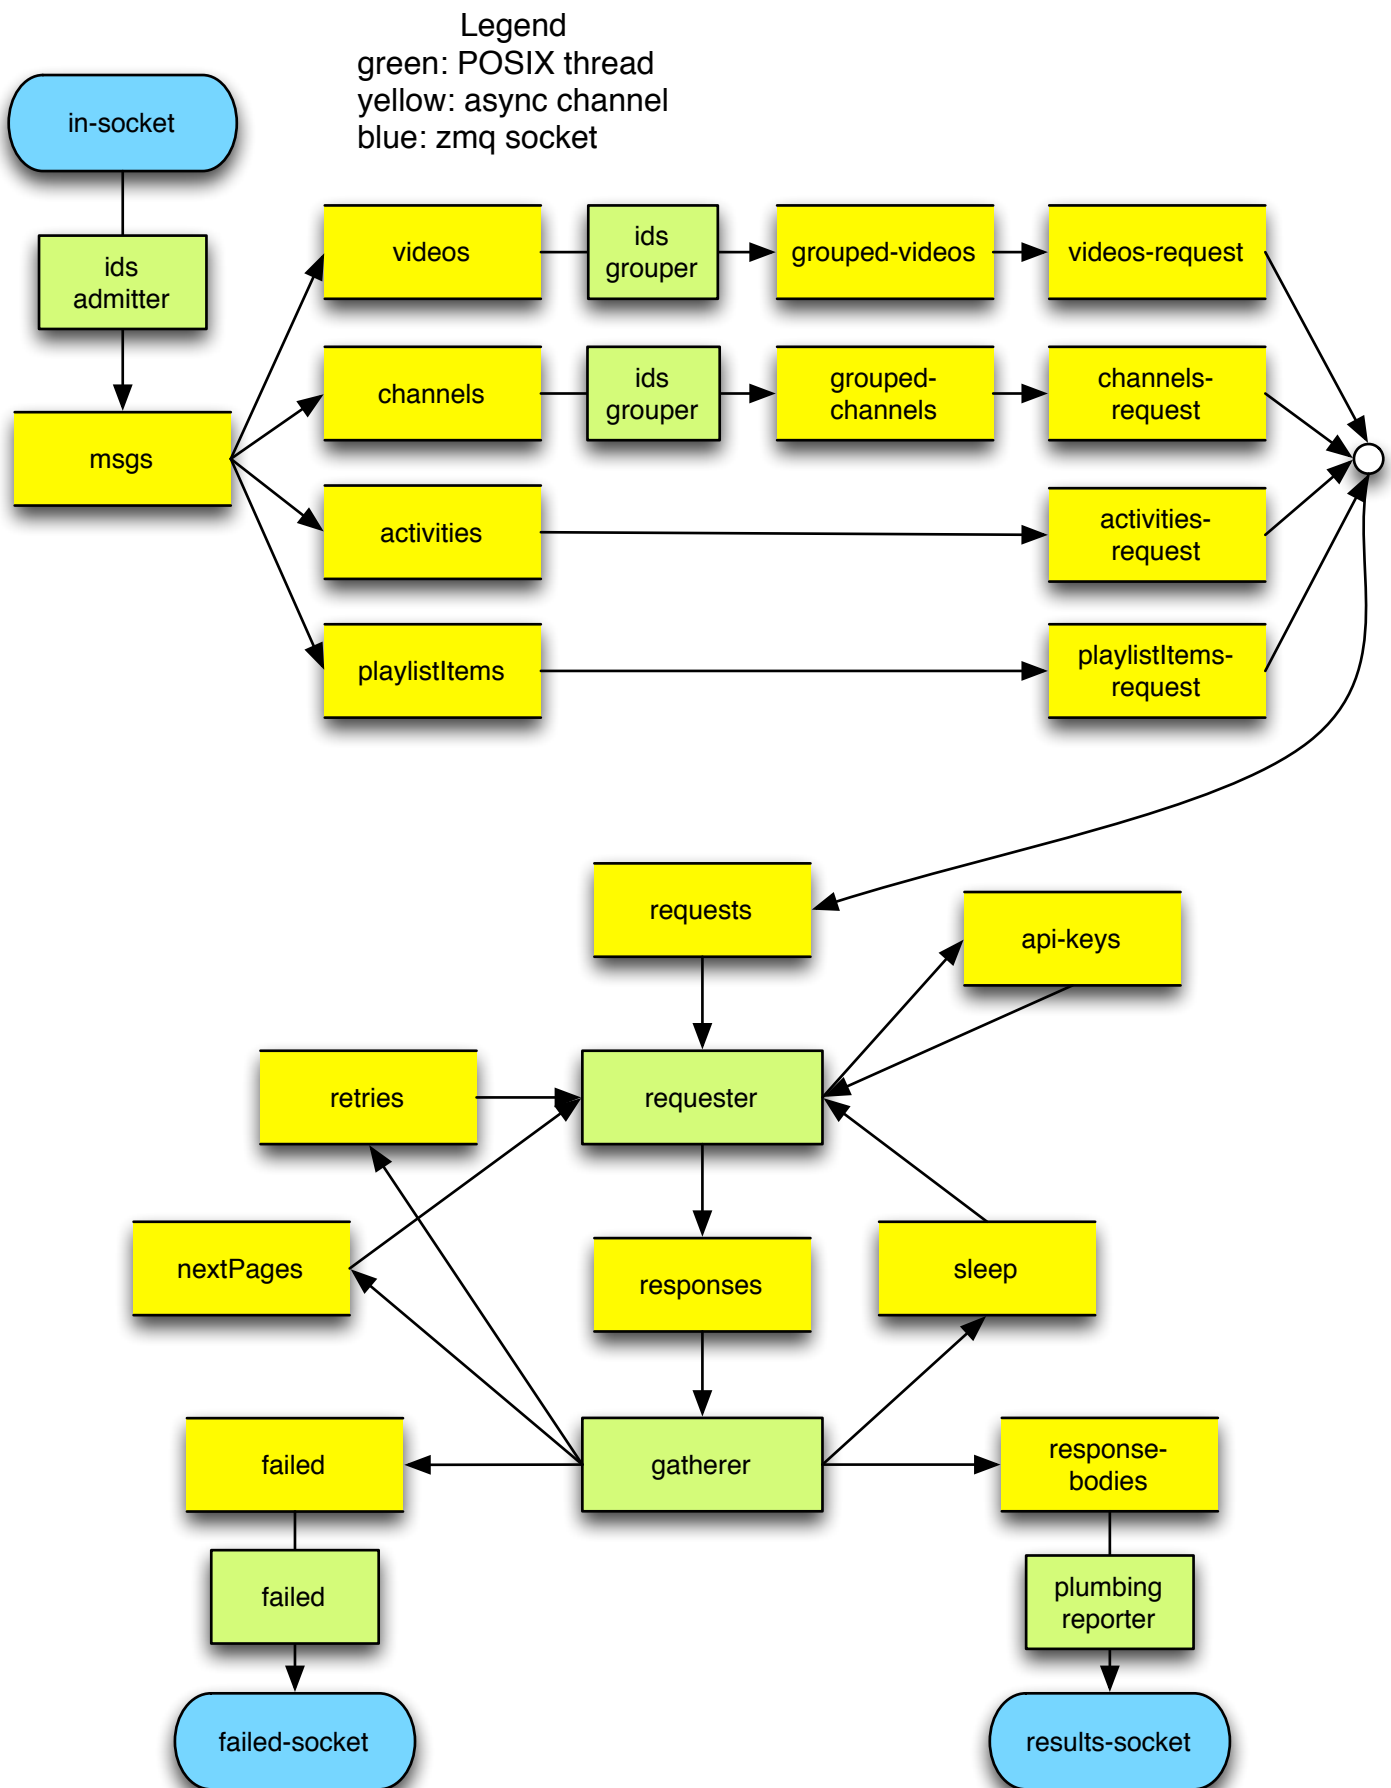 Legend
green: POSIX thread
yellow: async channel
blue: zmq socket
in-socket
ids
admitter
msgs
videos
ids
grouper
grouped-videos
videos-request
channels
ids
grouper
grouped-
channels
channels-
request
activities
activities-
request
playlistItems
playlistItems-
request
requests
api-keys
retries
requester
nextPages
responses
sleep
failed
gatherer
response-
bodies
failed
plumbing
reporter
failed-socket
results-socket